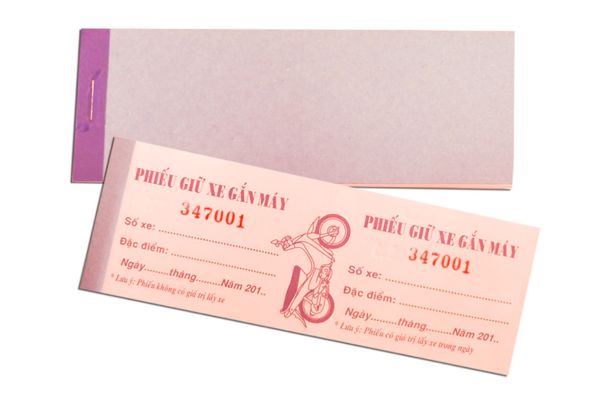 PHIẾU GIỮ XE GẮN MÁY
347001
Số xe: ........................................
Đặc điểm: ................................
Ngày.........tháng.........Năm 201..
* Lưu ý: Phiếu không có giá trị lấy xe
PHIẾU GIỮ XE GẮN MÁY
347001
Số xe: ........................................
Đặc điểm: ................................
Ngày.........tháng.........Năm 201..
* Lưu ý: Phiếu có giá trị lấy xe trong ngày